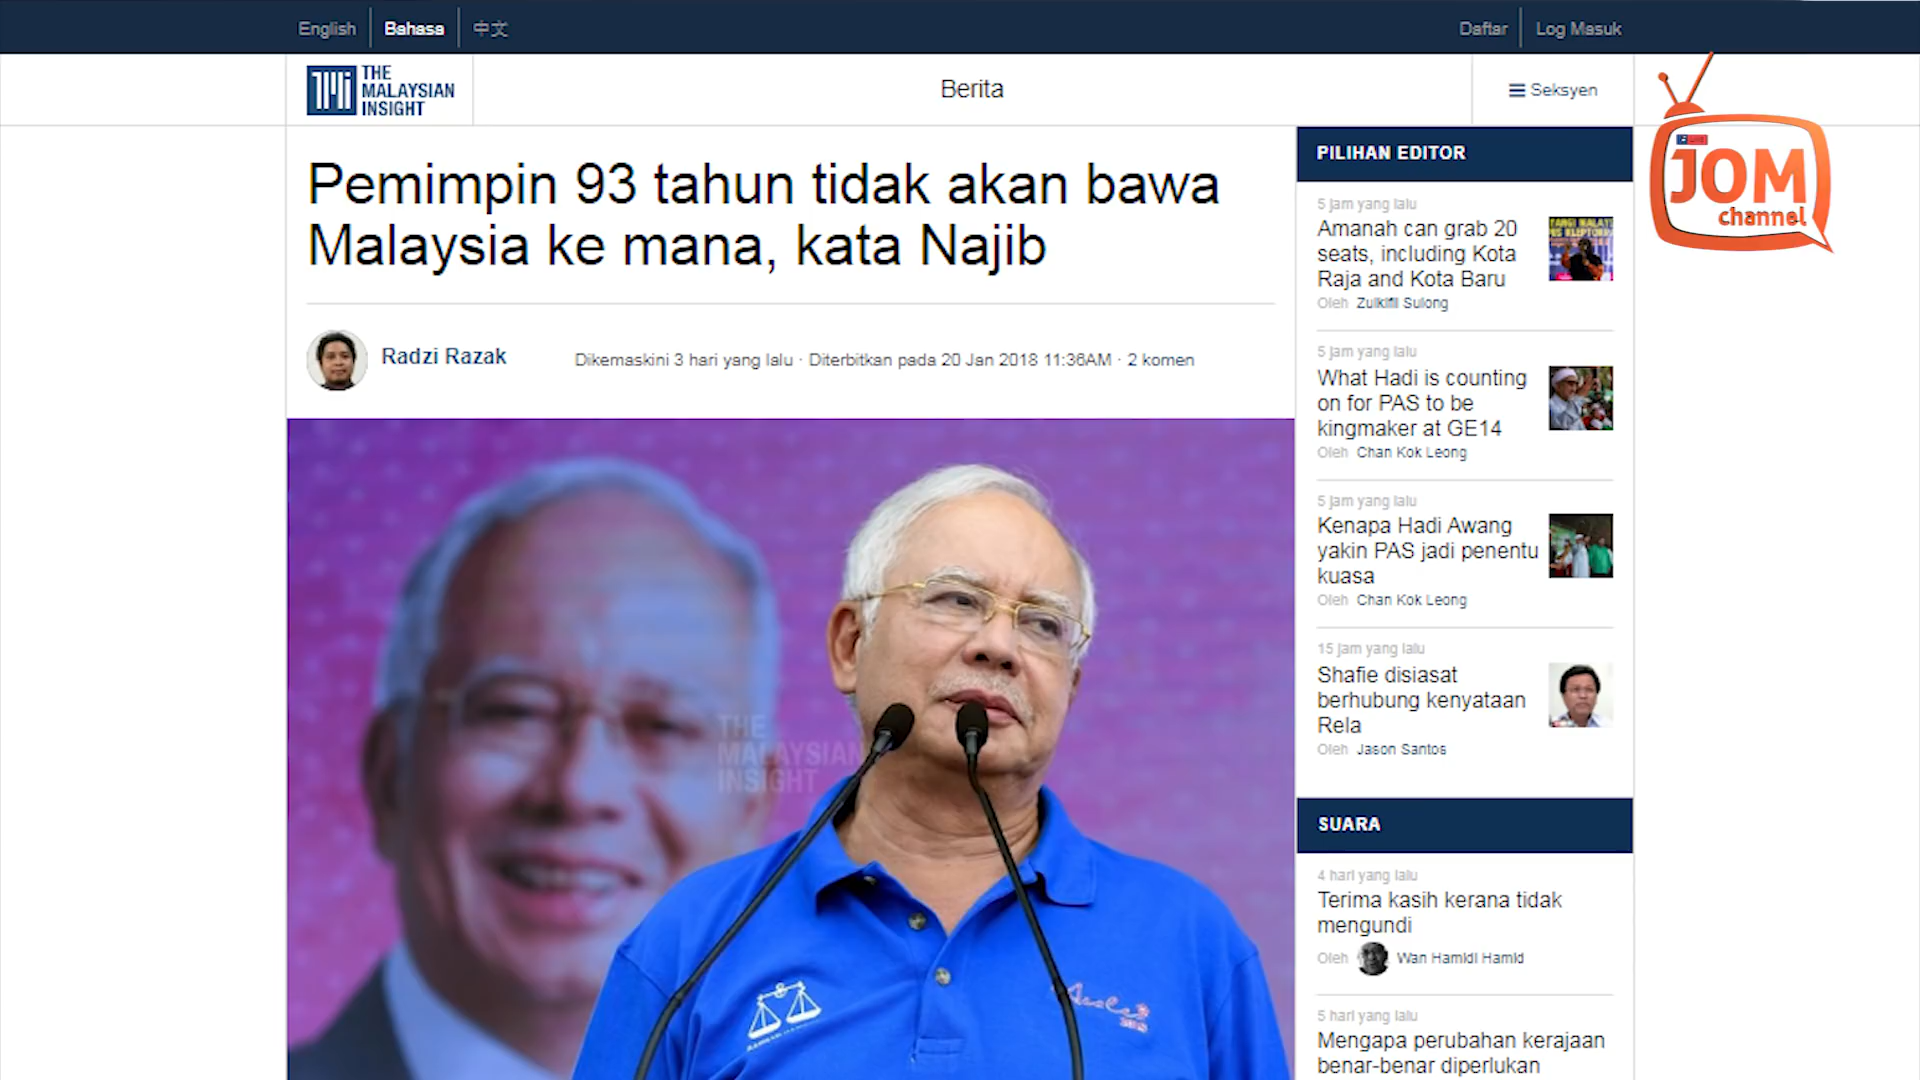 English
Bahasa
中文
Daftar
Log Masuk
THE
MALAYSIAN
INSIGHT
Berita
Seksyen
JOM
channel
Pemimpin 93 tahun tidak akan bawa
Malaysia ke mana, kata Najib
Radzi Razak
Dikemaskini 3 hari yang lalu · Diterbitkan pada 20 Jan 2018 11:36AM · 2 komen
THE
MALAYSIAN
INSIGHT
PILIHAN EDITOR
5 jam yang lalu
Amanah can grab 20
seats, including Kota
Raja and Kota Baru
Oleh Zulkifli Sulong
5 jam yang lalu
What Hadi is counting
on for PAS to be
kingmaker at GE14
Oleh Chan Kok Leong
5 jam yang lalu
Kenapa Hadi Awang
yakin PAS jadi penentu
kuasa
Oleh Chan Kok Leong
15 jam yang lalu
Shafie disiasat
berhubung kenyataan
Rela
Oleh Jason Santos
SUARA
4 hari yang lalu
Terima kasih kerana tidak
mengundi
Oleh Wan Hamidi Hamid
5 hari yang lalu
Mengapa perubahan kerajaan
benar-benar diperlukan